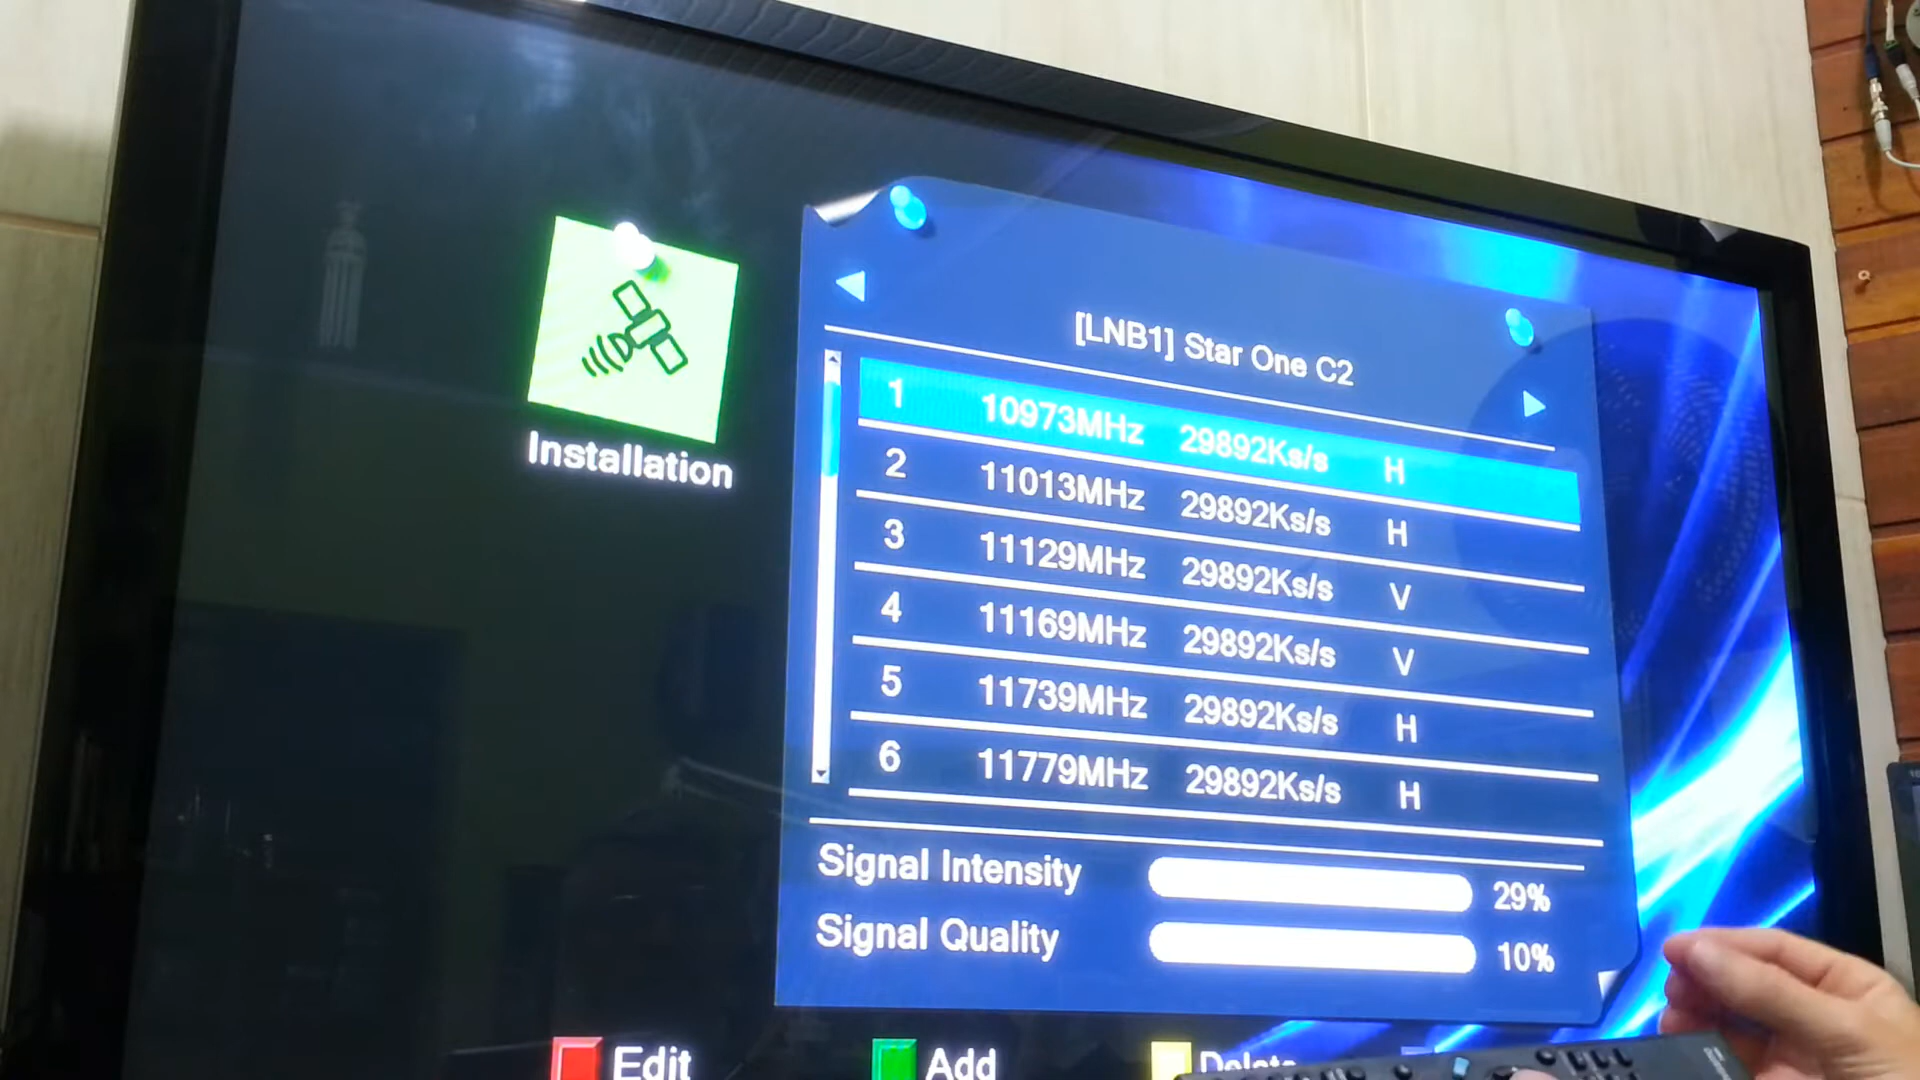 Installation
[LNB1] Star One C2
1 10973MHz 29892Ks/s H
2 11013MHz 29892Ks/s H
3 11129MHz 29892Ks/s V
4 11169MHz 29892Ks/s V
5 11739MHz 29892Ks/s H
6 11779MHz 29892Ks/s H
Signal Intensity 29%
Signal Quality 10%
Edit Add Delete